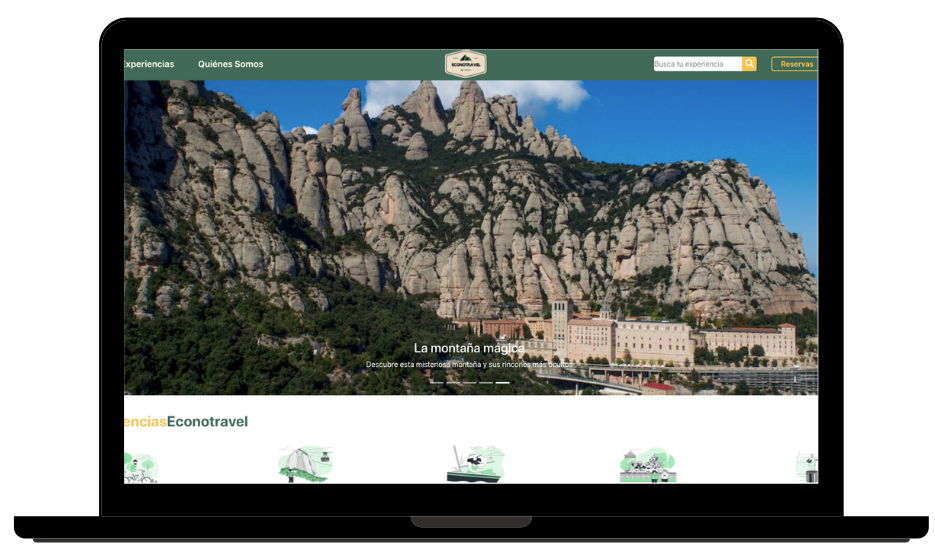 Experiencias
Quiénes Somos
ECONOTRAVEL
Busca tu experiencia
Reservas
La montaña mágica
Descubre esta misteriosa montaña y sus rincones más ocultos
enciasEconotravel